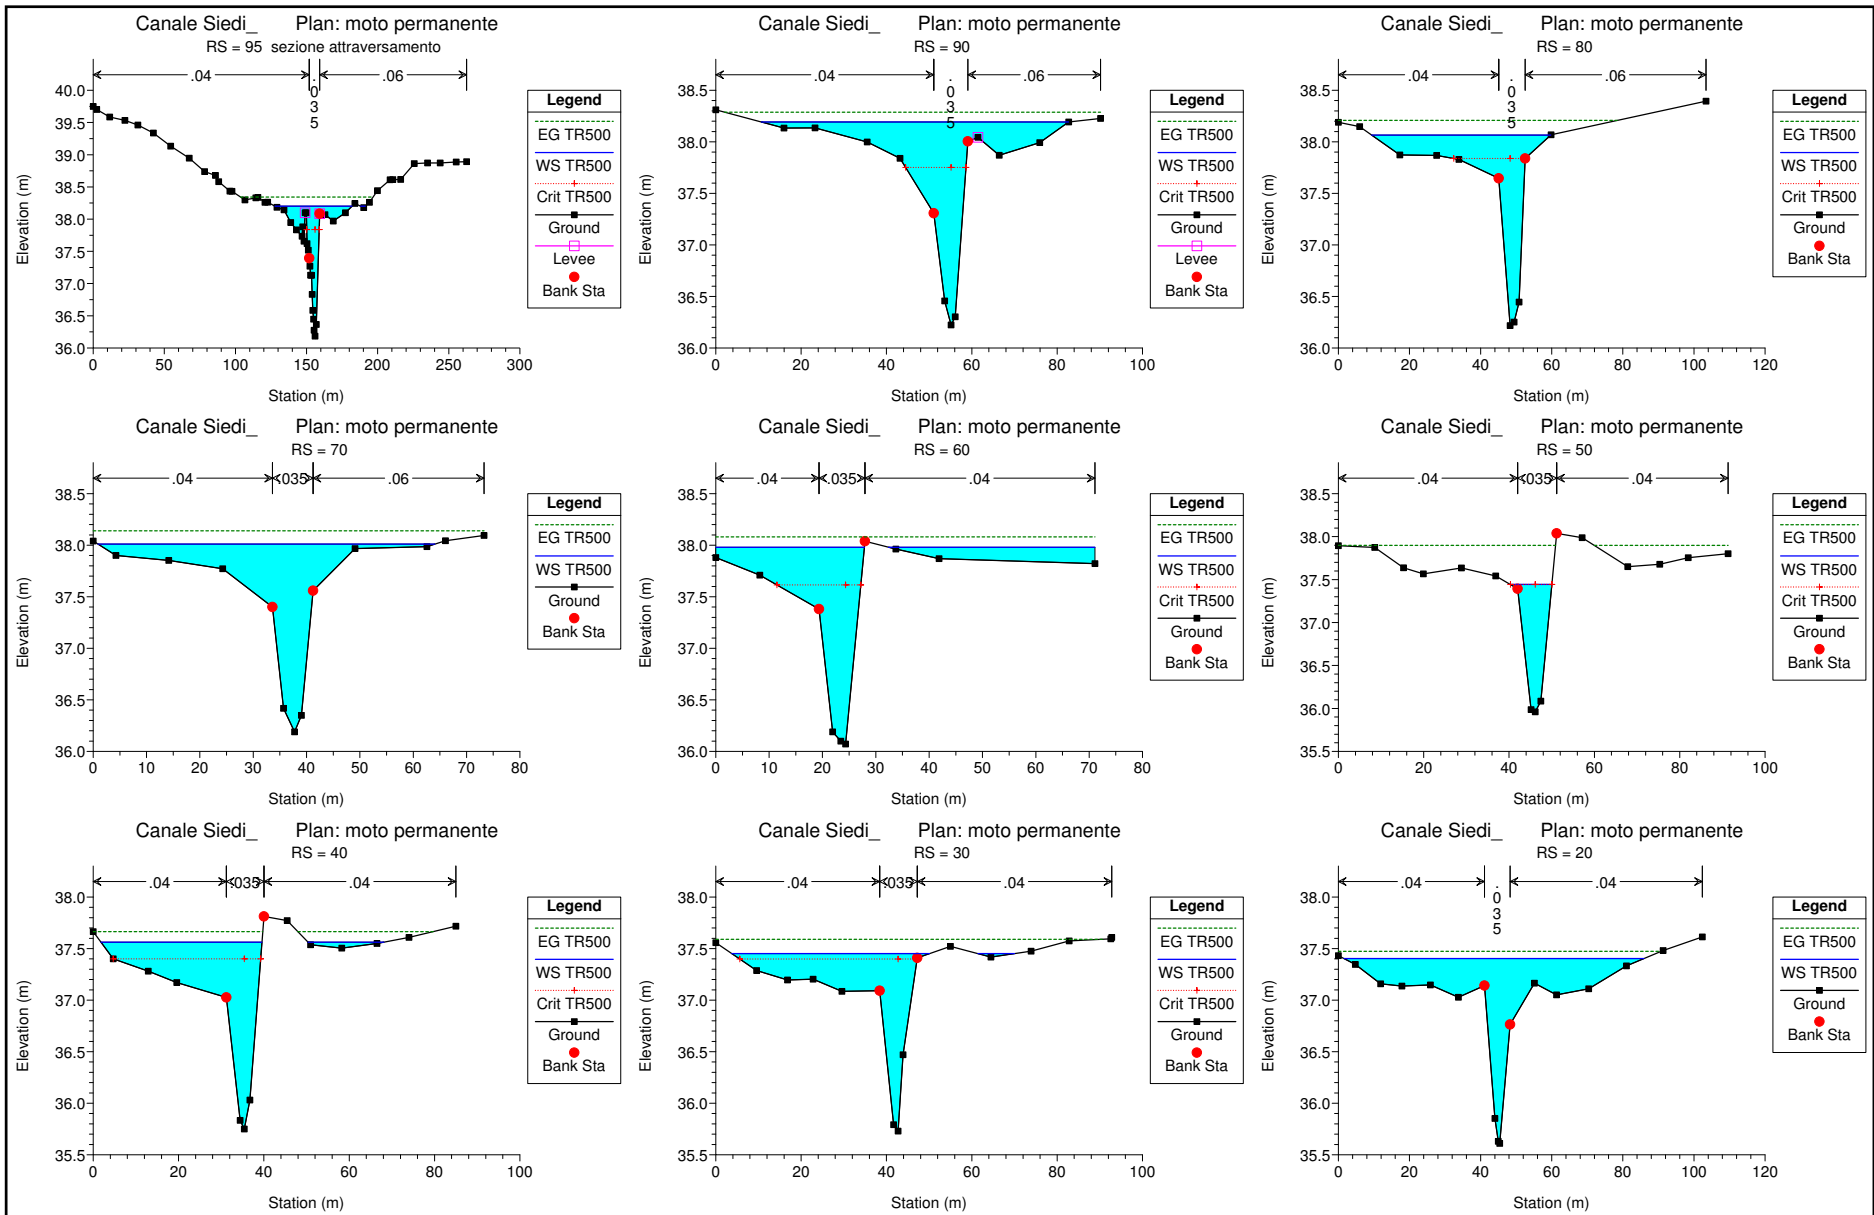 Canale Siedi_ Plan: moto permanente
RS = 95 sezione attraversamento
.04 .035 .06
Elevation (m)
40.0
39.5
39.0
38.5
38.0
37.5
37.0
36.5
36.0
0 50 100 150 200 250 300
Station (m)
Legend
EG TR500
WS TR500
Crit TR500
Ground
Levee
Bank Sta
Canale Siedi_ Plan: moto permanente
RS = 90
.04 .035 .06
Elevation (m)
38.5
38.0
37.5
37.0
36.5
36.0
0 20 40 60 80 100
Station (m)
Legend
EG TR500
WS TR500
Crit TR500
Ground
Levee
Bank Sta
Canale Siedi_ Plan: moto permanente
RS = 80
.04 .035 .06
Elevation (m)
38.5
38.0
37.5
37.0
36.5
36.0
0 20 40 60 80 100 120
Station (m)
Legend
EG TR500
WS TR500
Crit TR500
Ground
Bank Sta
Canale Siedi_ Plan: moto permanente
RS = 70
.04 .035 .06
Elevation (m)
38.5
38.0
37.5
37.0
36.5
36.0
0 10 20 30 40 50 60 70 80
Station (m)
Legend
EG TR500
WS TR500
Ground
Bank Sta
Canale Siedi_ Plan: moto permanente
RS = 60
.04 .035 .04
Elevation (m)
38.5
38.0
37.5
37.0
36.5
36.0
0 20 40 60 80
Station (m)
Legend
EG TR500
WS TR500
Crit TR500
Ground
Bank Sta
Canale Siedi_ Plan: moto permanente
RS = 50
.04 .035 .04
Elevation (m)
38.5
38.0
37.5
37.0
36.5
36.0
35.5
0 20 40 60 80 100
Station (m)
Legend
EG TR500
WS TR500
Crit TR500
Ground
Bank Sta
Canale Siedi_ Plan: moto permanente
RS = 40
.04 .035 .04
Elevation (m)
38.0
37.5
37.0
36.5
36.0
35.5
0 20 40 60 80 100
Station (m)
Legend
EG TR500
WS TR500
Crit TR500
Ground
Bank Sta
Canale Siedi_ Plan: moto permanente
RS = 30
.04 .035 .04
Elevation (m)
38.0
37.5
37.0
36.5
36.0
35.5
0 20 40 60 80 100
Station (m)
Legend
EG TR500
WS TR500
Crit TR500
Ground
Bank Sta
Canale Siedi_ Plan: moto permanente
RS = 20
.04 .035 .04
Elevation (m)
38.0
37.5
37.0
36.5
36.0
35.5
0 20 40 60 80 100 120
Station (m)
Legend
EG TR500
WS TR500
Ground
Bank Sta